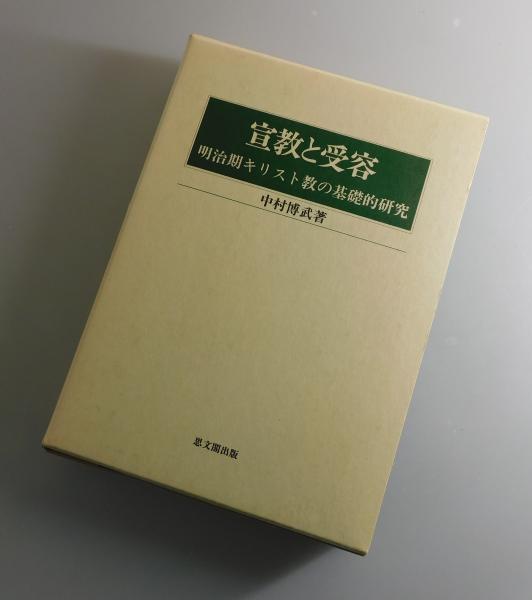 宣教と受容
明治期キリスト教の基礎的研究
中村博武著
思文閣出版